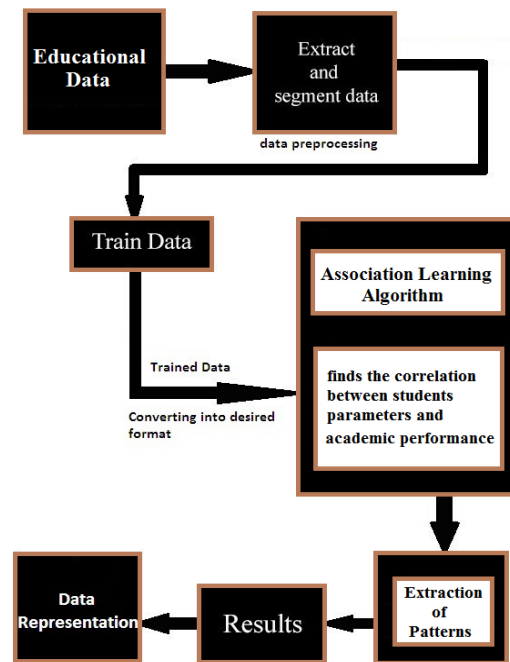 Educational
Data
Extract
and
segment data
data preprocessing
Train Data
Association Learning
Algorithm
Trained Data
Converting into desired
format
finds the correlation
between students
parameters and
academic performance
Extraction
of
Patterns
Results
Data
Representation